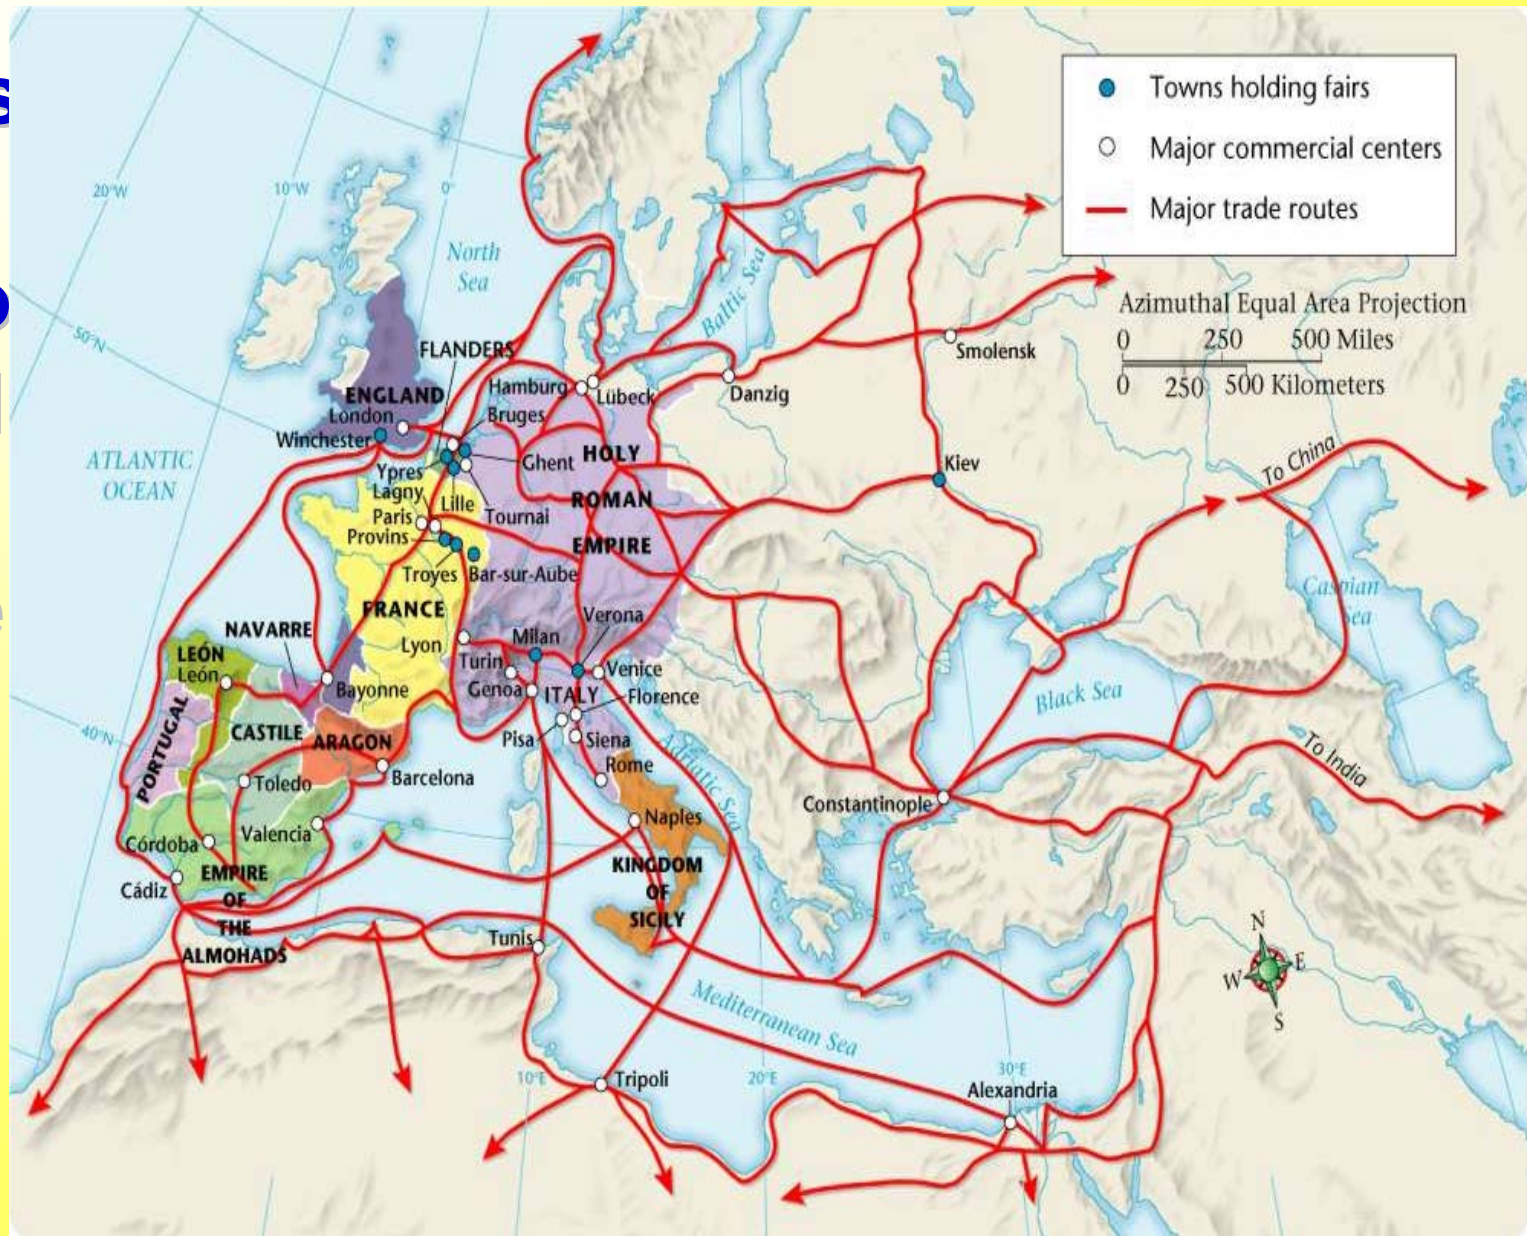 Towns holding fairs
Major commercial centers
Major trade routes
Azimuthal Equal Area Projection
0 250 500 Miles
0 250 500 Kilometers
20°W
10°W
0°
50°N
40°N
10°E
20°E
30°E
North
Sea
Baltic Sea
ATLANTIC
OCEAN
FLANDERS
ENGLAND
London
Winchester
Hamburg
Lübeck
Bruges
Danzig
Smolensk
Ypres
Ghent
Lagny
Lille
Tournai
Paris
Provins
Troyes
Bar-sur-Aube
HOLY
ROMAN
EMPIRE
Kiev
To China
Caspian
Sea
FRANCE
NAVARRE
Lyon
Milan
Verona
Turin
Venice
Genoa
ITALY
Florence
LEÓN
León
Bayonne
PORTUGAL
CASTILE
ARAGON
Pisa
Siena
Rome
Adriatic Sea
Black Sea
To India
Toledo
Barcelona
Constantinople
Naples
Córdoba
Valencia
KINGDOM
OF
SICILY
Cádiz
EMPIRE
OF
THE
ALMOHADS
Tunis
Mediterranean Sea
Tripoli
Alexandria
N
W
E
S
s